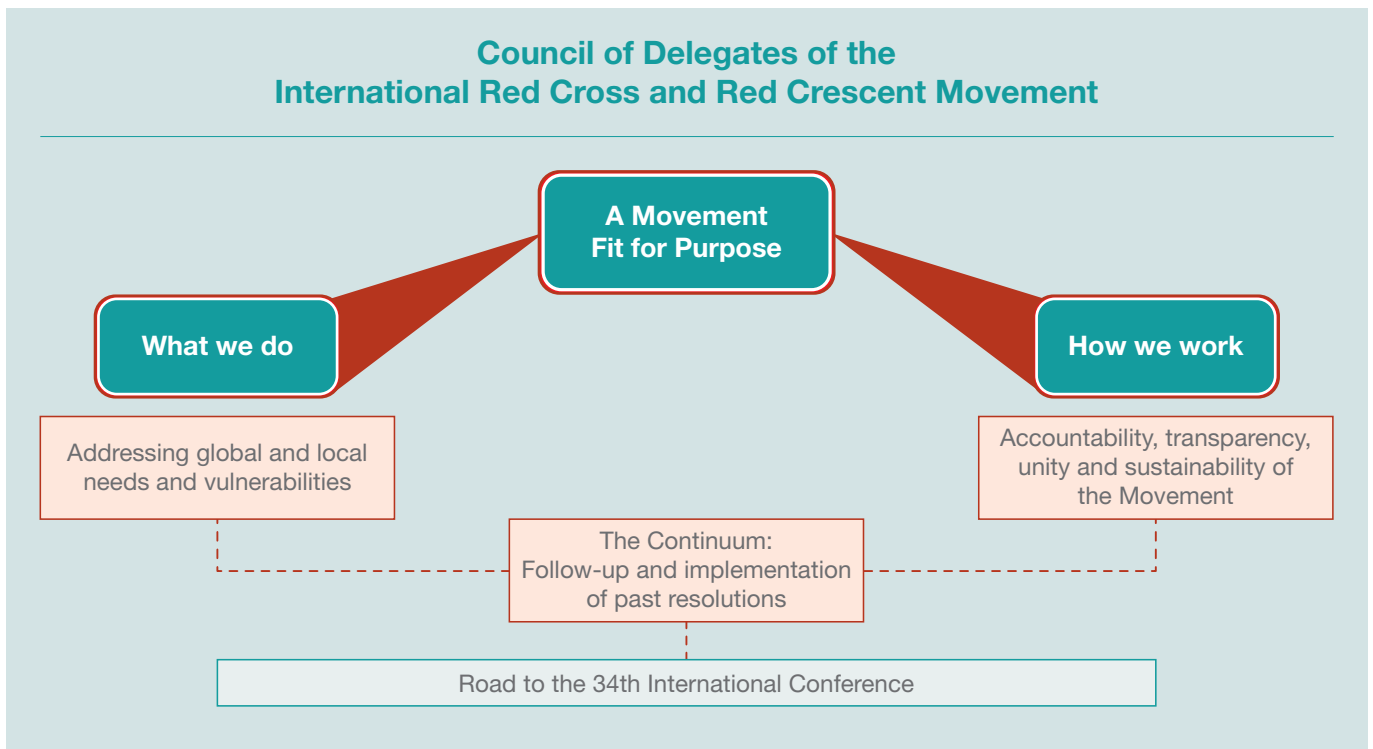 Council of Delegates of the
International Red Cross and Red Crescent Movement
A Movement
Fit for Purpose
What we do
How we work
Addressing global and local
needs and vulnerabilities
Accountability, transparency,
unity and sustainability of
the Movement
The Continuum:
Follow-up and implementation
of past resolutions
Road to the 34th International Conference